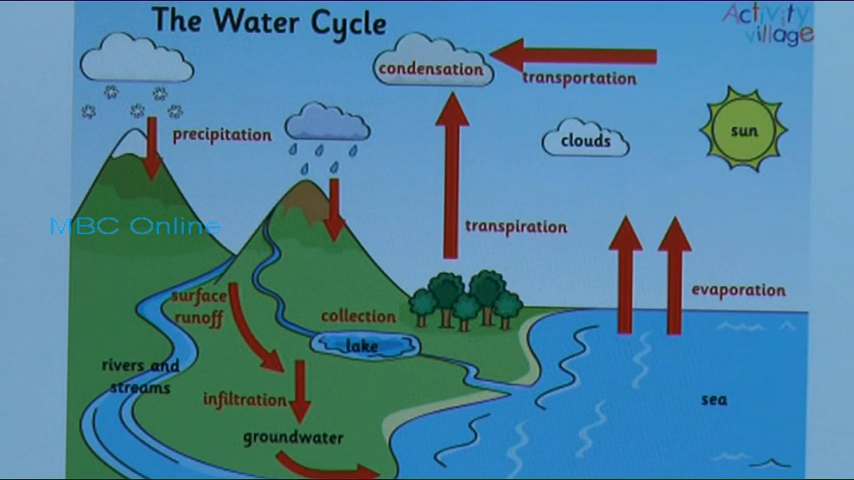 The Water Cycle
Activity
village
condensation
transportation
precipitation
clouds
sun
MBC Online
transpiration
evaporation
surface
runoff
collection
lake
rivers and
streams
infiltration
groundwater
sea